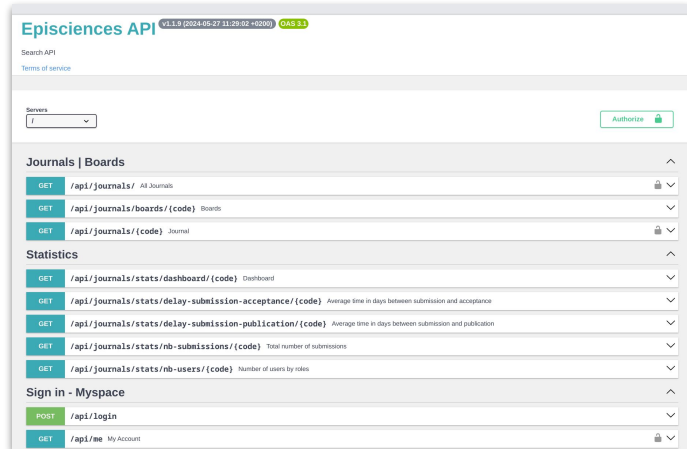 Episciences API v1.1.9 (2024-05-27 11:29:02 +0200) OAS 3.1
Search API
Terms of service
Servers
/
Authorize
Journals | Boards
GET /api/journals/ All Journals
GET /api/journals/boards/{code} Boards
GET /api/journals/{code} Journal
Statistics
GET /api/journals/stats/dashboard/{code} Dashboard
GET /api/journals/stats/delay-submission-acceptance/{code} Average time in days between submission and acceptance
GET /api/journals/stats/delay-submission-publication/{code} Average time in days between submission and publication
GET /api/journals/stats/nb-submissions/{code} Total number of submissions
GET /api/journals/stats/nb-users/{code} Number of users by roles
Sign in - Myspace
POST /api/login
GET /api/me My Account